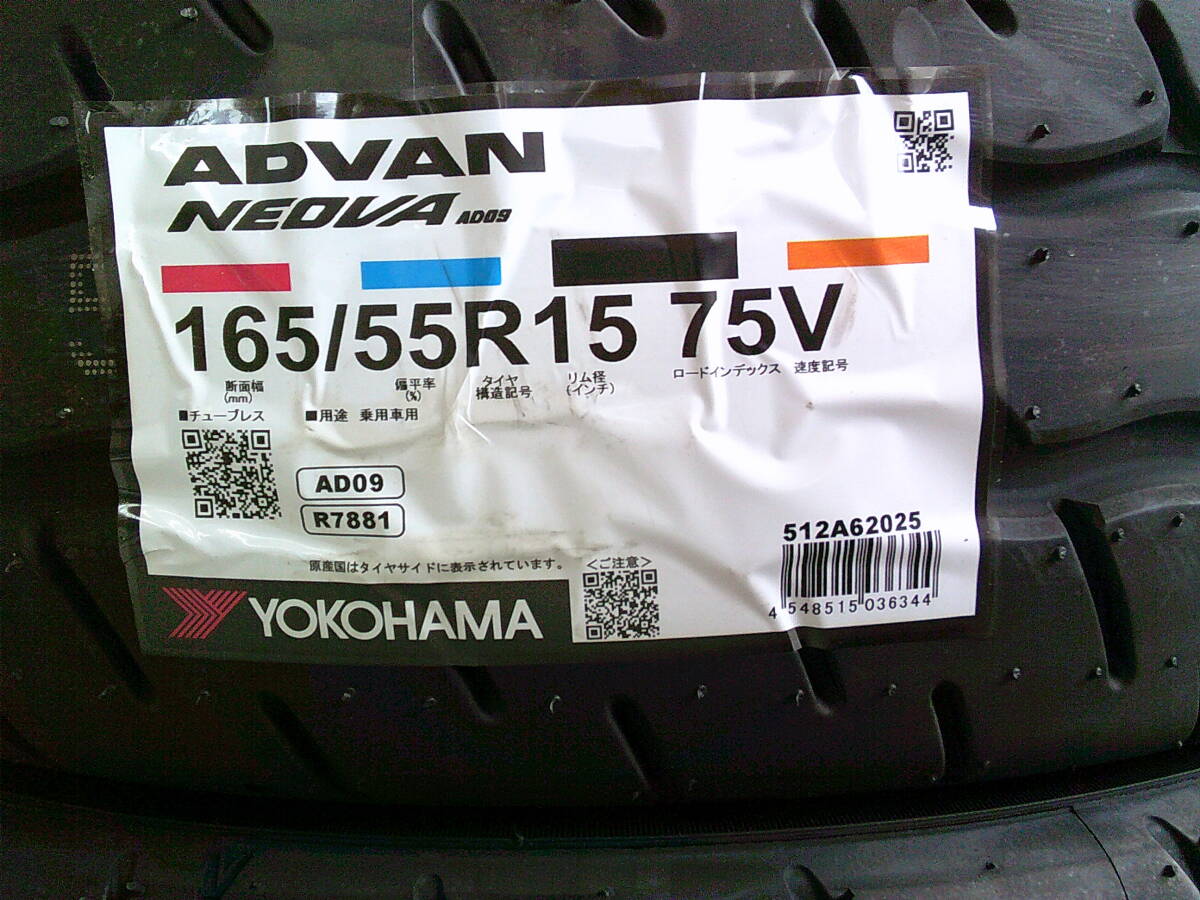 ADVAN
NEOVA AD09
165/55R15 75V
断面幅 (mm) 偏平率 (%) タイヤ 構造記号 リム径 (インチ) ロードインデックス 速度記号
■チューブレス ■用途 乗用車用
AD09
R7881
512A62025
原産国はタイヤサイドに表示されています。 <ご注意>
4 548515 036344
YOKOHAMA